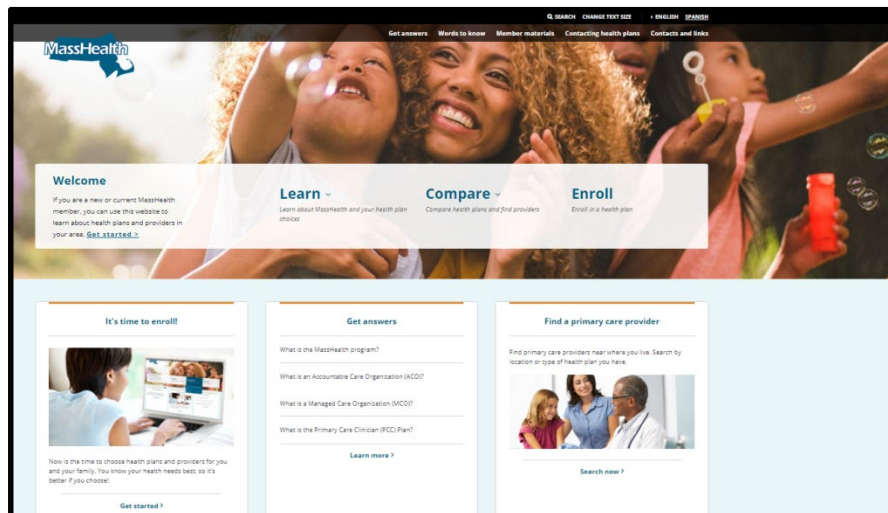 SEARCH CHANGE TEXT SIZE ENGLISH SPANISH
Get answers Words to know Member materials Contacting health plans Contacts and links
MassHealth
Welcome
If you are a new or current MassHealth
member, you can use this website to
learn about health plans and providers in
your area. Get started >
Learn
Learn about MassHealth and your health plan
choices
Compare
Compare health plans and find providers
Enroll
Enroll in a health plan
It's time to enroll!
Now is the time to choose health plans and providers for you
and your family. You know your health needs best, so it's
better if you choose!
Get started >
Get answers
What is the MassHealth program?
What is an Accountable Care Organization (ACO)?
What is a Managed Care Organization (MCO)?
What is the Primary Care Clinician (PCC) Plan?
Learn more >
Find a primary care provider
Find primary care providers near where you live. Search by
location or type of health plan you have.
Search now >